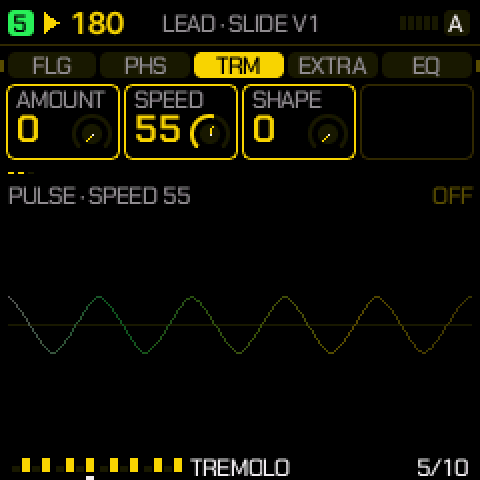 5 180 LEAD · SLIDE V1 A
FLG PHS TRM EXTRA EQ
AMOUNT SPEED SHAPE
0 55 0
PULSE · SPEED 55 OFF
TREMOLO 5/10